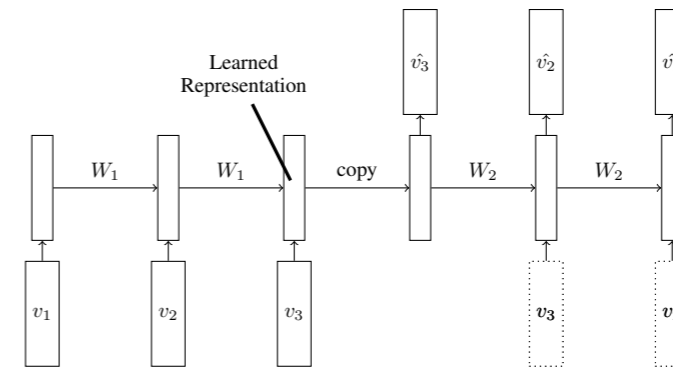 Learned
Representation
v̂₃ v̂₂ v̂
W₁ W₁ copy W₂ W₂
v₁ v₂ v₃ v₃ v